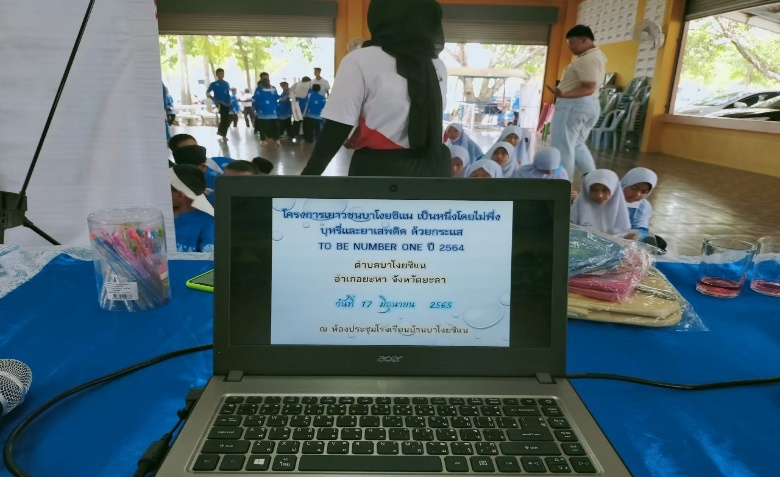 โครงการเยาวชนบาโงยซิแน เป็นหนึ่งโดยไม่พึ่ง
บุหรี่และยาเสพติด ด้วยกระแส
TO BE NUMBER ONE ปี 2564
ตำบลบาโงยซิแน
อำเภอยะหา จังหวัดยะลา
วันที่ 17 มิถุนายน 2565
ณ ห้องประชุมโรงเรียนบ้านบาโงยซิแน
acer